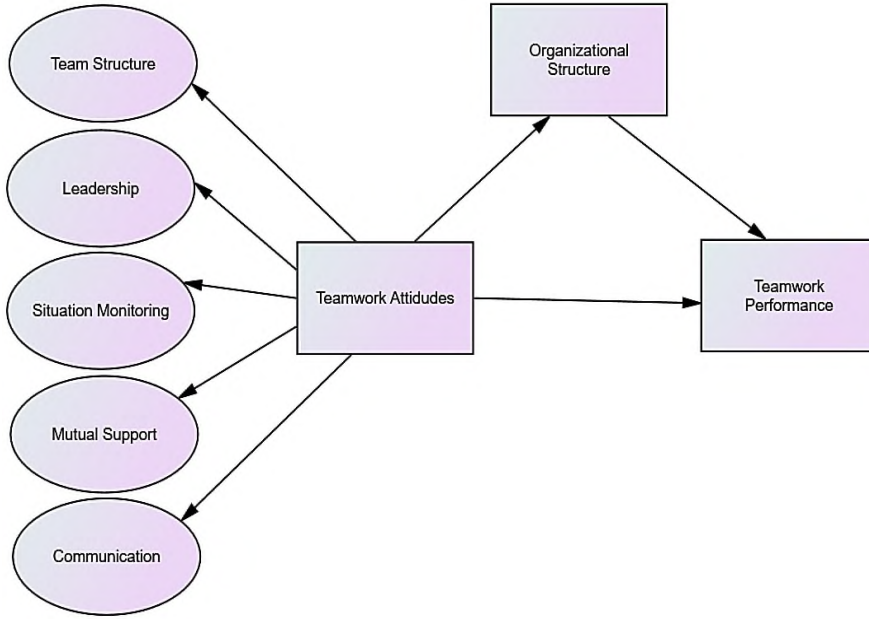 Team Structure
Leadership
Situation Monitoring
Mutual Support
Communication
Teamwork Attidudes
Organizational
Structure
Teamwork
Performance